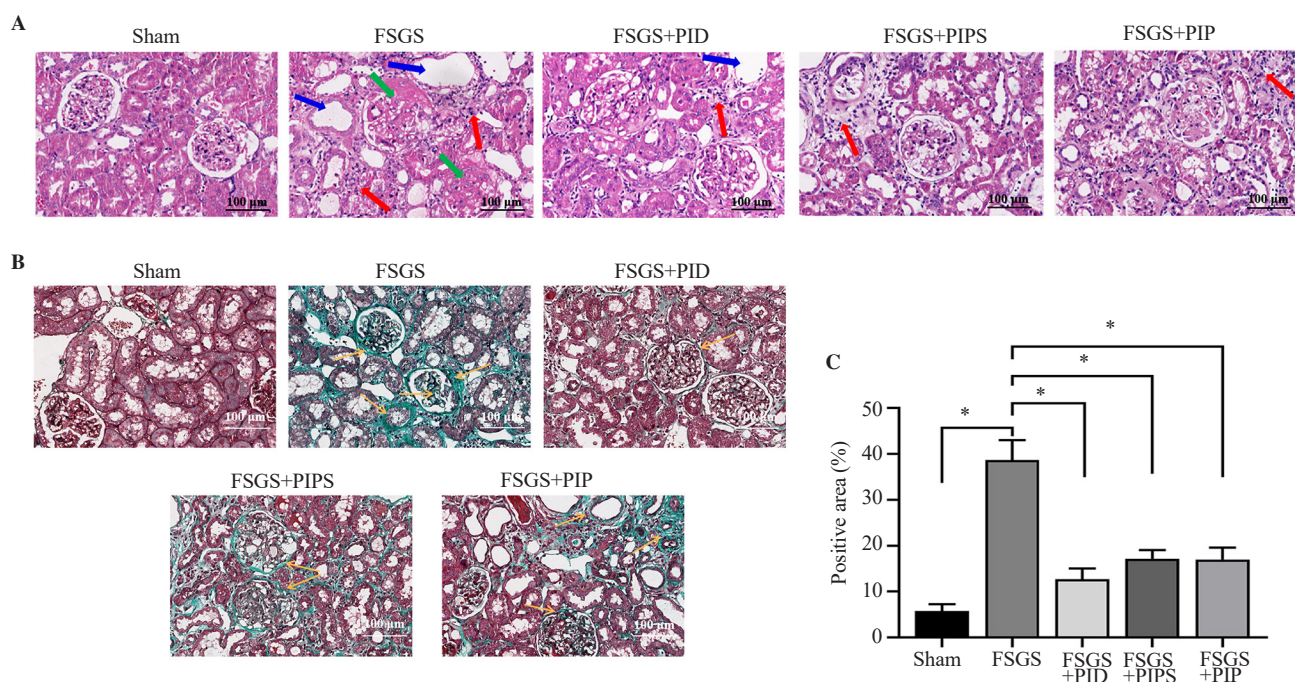 A
Sham FSGS FSGS+PID FSGS+PIPS FSGS+PIP
100 μm 100 μm 100 μm 100 μm 100 μm
B
Sham FSGS FSGS+PID
100 μm 100 μm 100 μm
FSGS+PIPS FSGS+PIP
100 μm 100 μm
C
*
*
* *
Positive area (%)
50
40
30
20
10
0
Sham FSGS FSGS FSGS FSGS
+PID +PIPS +PIP